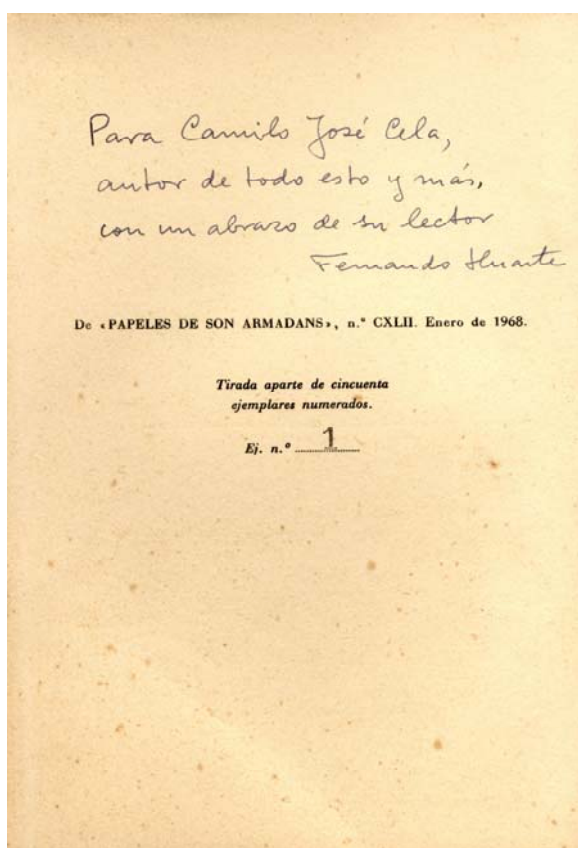 Para Camilo José Cela,
autor de todo esto y más,
con un abrazo de su lector
Fernando Huarte
De «PAPELES DE SON ARMADANS», n.º CXLII. Enero de 1968.
Tirada aparte de cincuenta
ejemplares numerados.
Ej. n.º 1